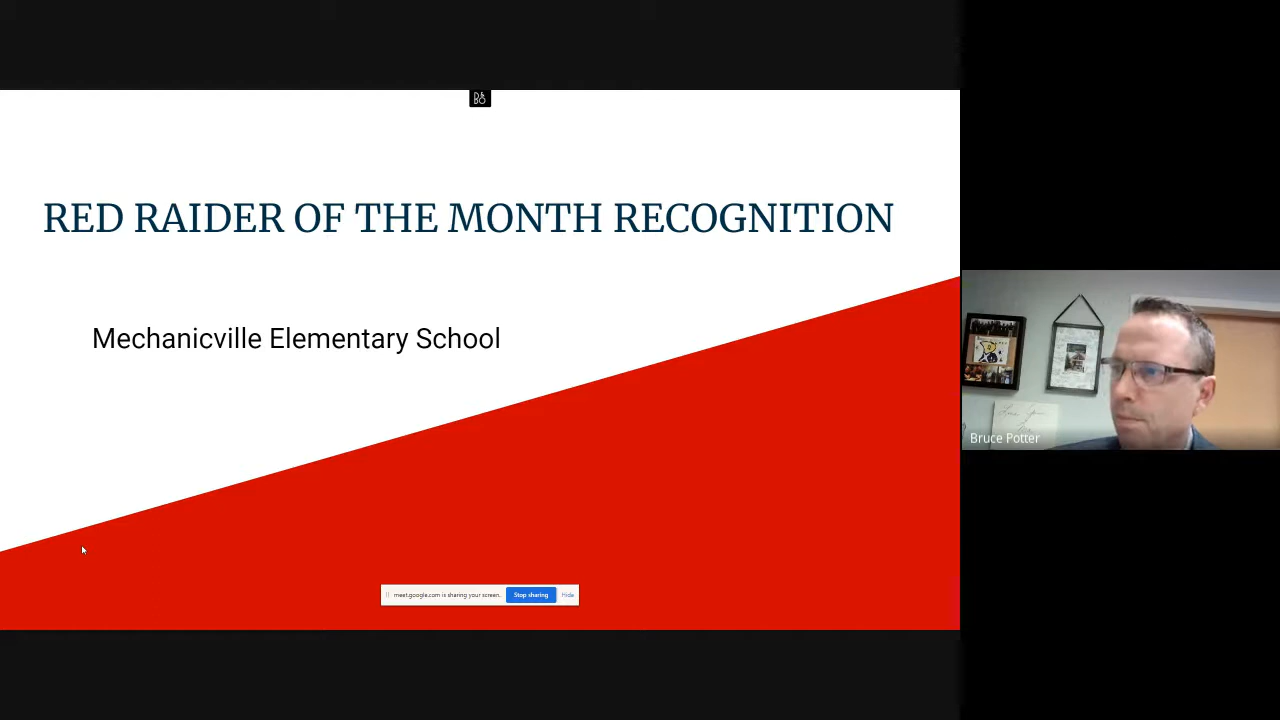 D&
BO
RED RAIDER OF THE MONTH RECOGNITION
Mechanicville Elementary School
Bruce Potter
meet.google.com is sharing your screen.
Stop sharing
Hide